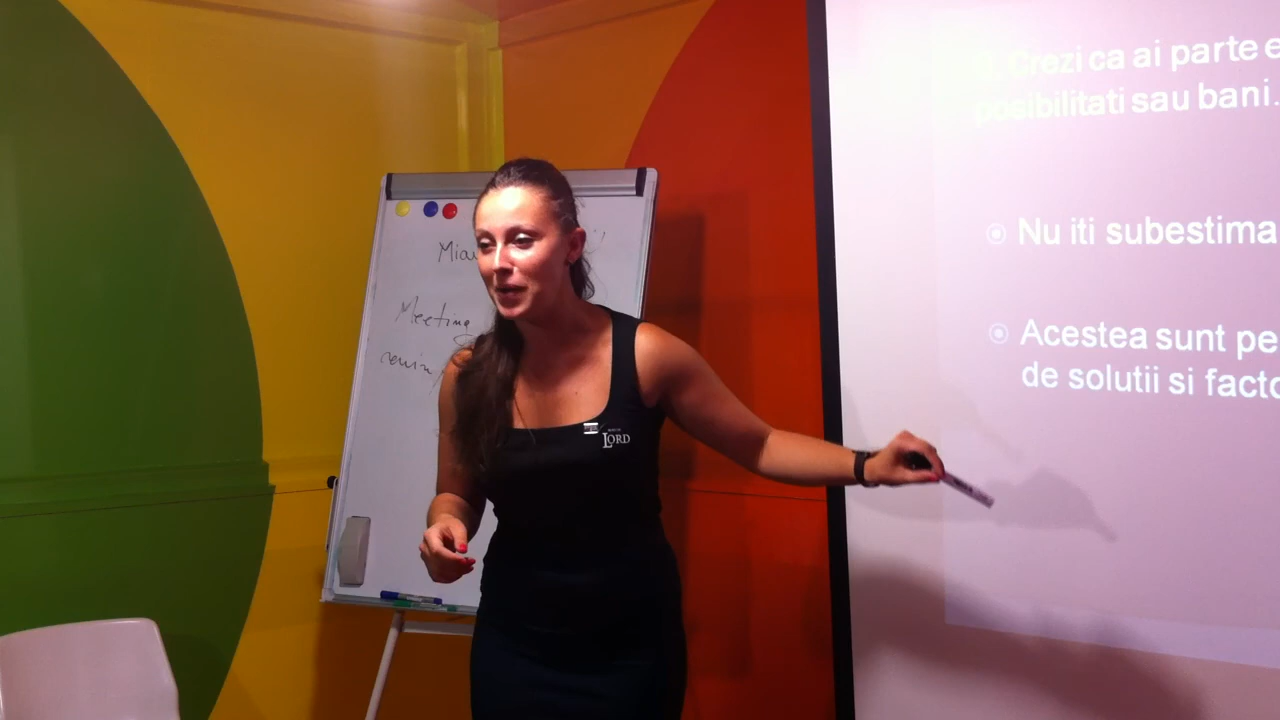 Miau
Meeting
LORD
Crezi ca ai parte e
posibilitati sau bani.
Nu iti subestima
Acestea sunt pe
de solutii si facto